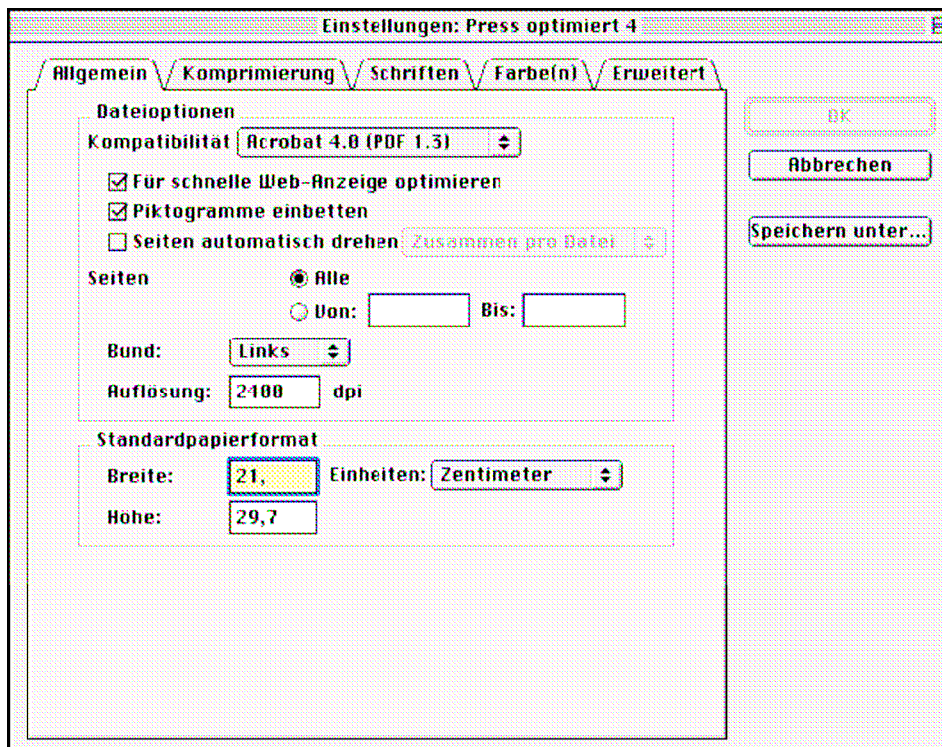 Einstellungen: Press optimiert 4
Allgemein Komprimierung Schriften Farbe(n) Erweitert
Dateioptionen
Kompatibilität Acrobat 4.0 (PDF 1.3)
Für schnelle Web-Anzeige optimieren
Piktogramme einbetten
Seiten automatisch drehen Zusammen pro Datei
Seiten Alle
Von: Bis:
Bund: Links
Auflösung: 2400 dpi
Standardpapierformat
Breite: 21, Einheiten: Zentimeter
Höhe: 29,7
OK
Abbrechen
Speichern unter...